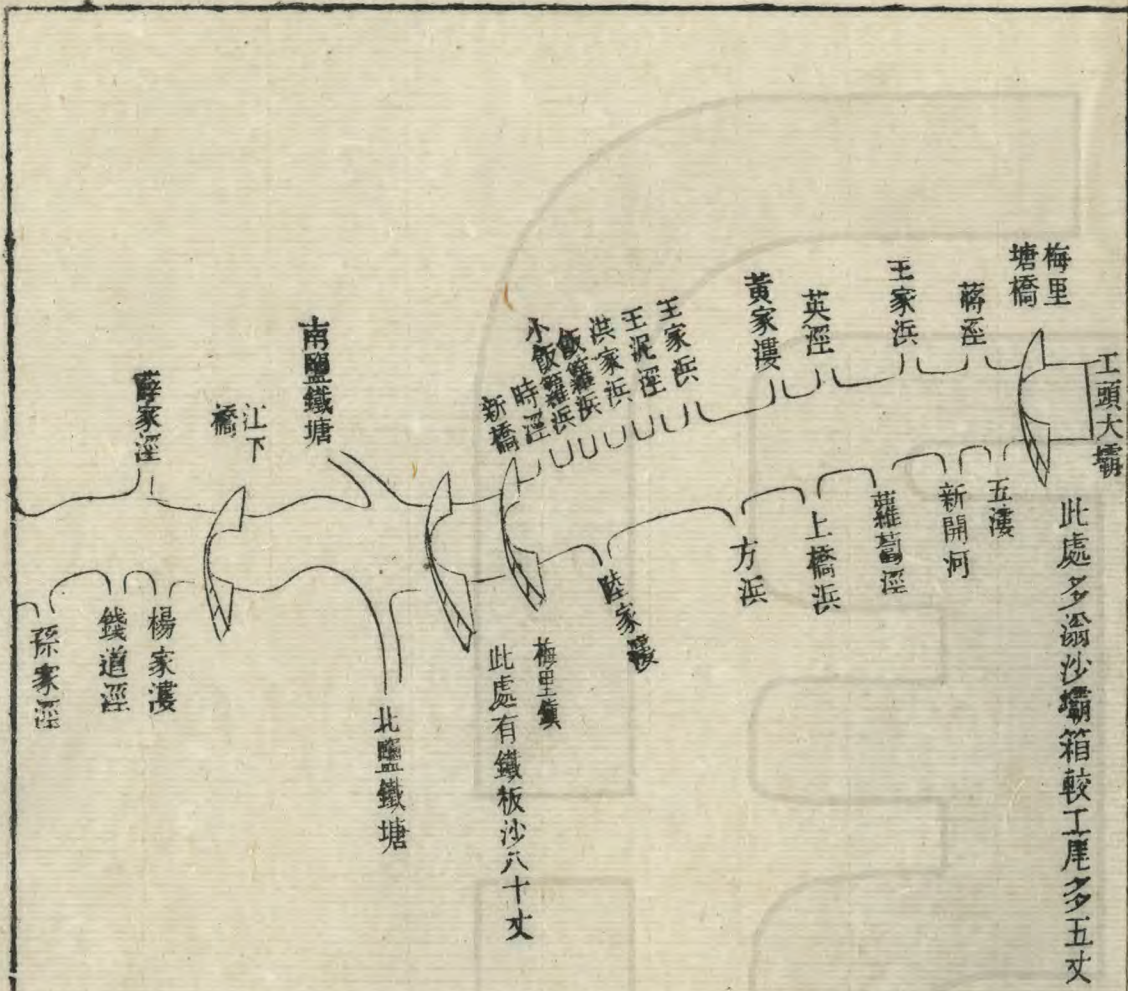 工頭大壩
此處多滃沙壩箱較工尾多五丈
梅里
塘橋
蔣涇
王家浜
英涇
黃家漊
王家浜
王泥涇
洪家浜
飯籮浜
小飯籮浜
時涇
新橋
五漊
新開河
蘿蔔涇
上橋浜
方浜
陸家漊
梅里鎮
此處有鐵板沙八十丈
南鹽鐵塘
北鹽鐵塘
江下
橋
薛家涇
楊家漊
錢道涇
孫家涇